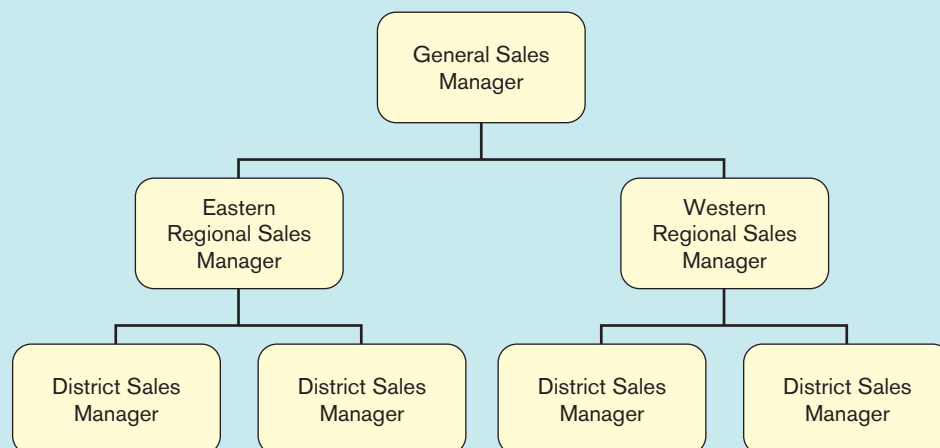 General Sales
Manager
Eastern
Regional Sales
Manager
Western
Regional Sales
Manager
District Sales
Manager
District Sales
Manager
District Sales
Manager
District Sales
Manager